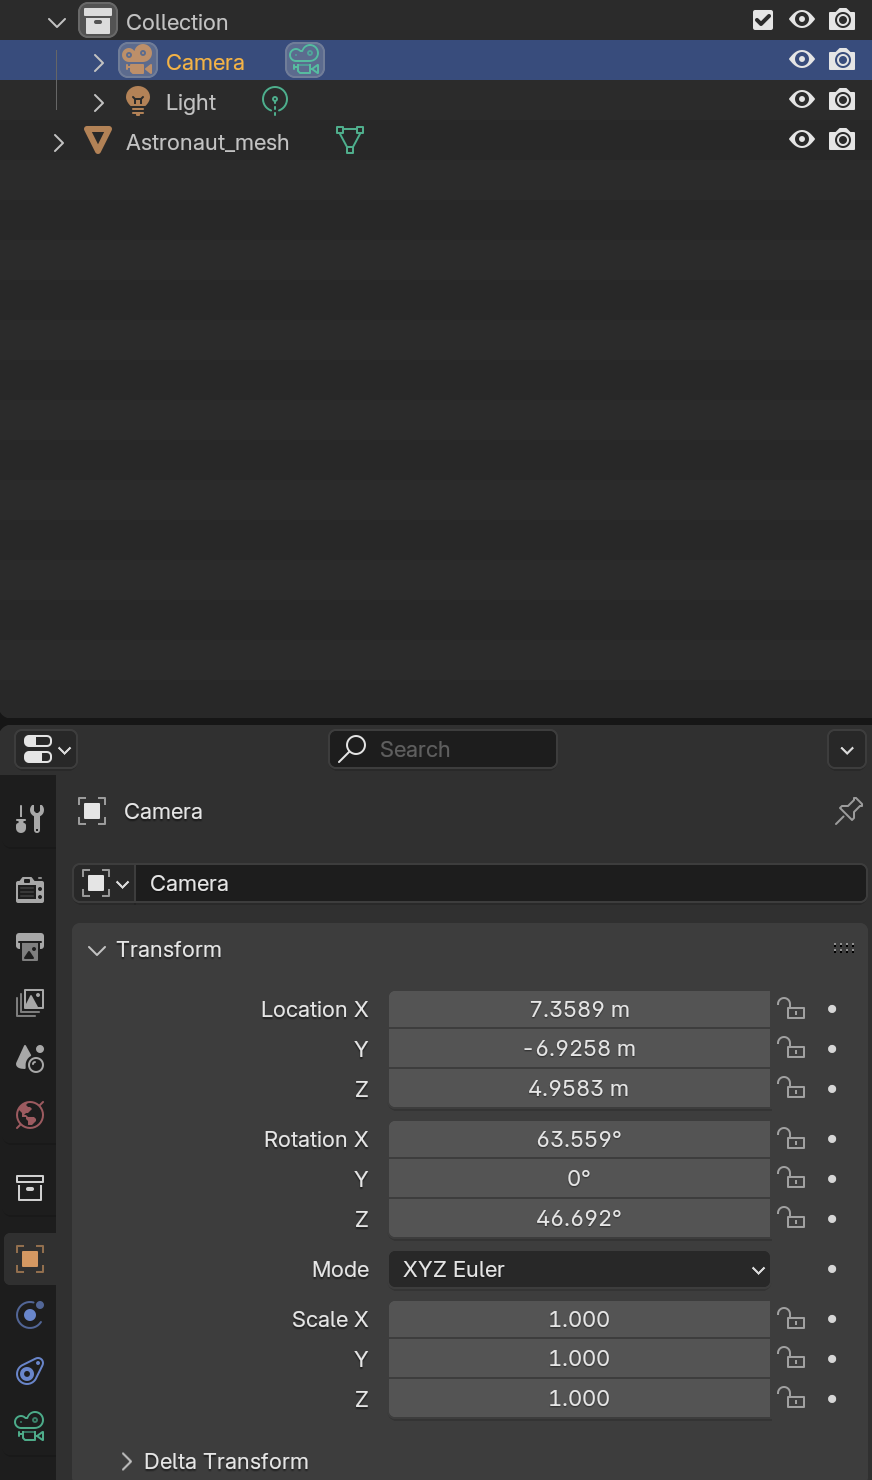 Collection
Camera
Light
Astronaut_mesh
Search
Camera
Camera
Transform
Location X 7.3589 m
Y -6.9258 m
Z 4.9583 m
Rotation X 63.559°
Y 0°
Z 46.692°
Mode XYZ Euler
Scale X 1.000
Y 1.000
Z 1.000
Delta Transform